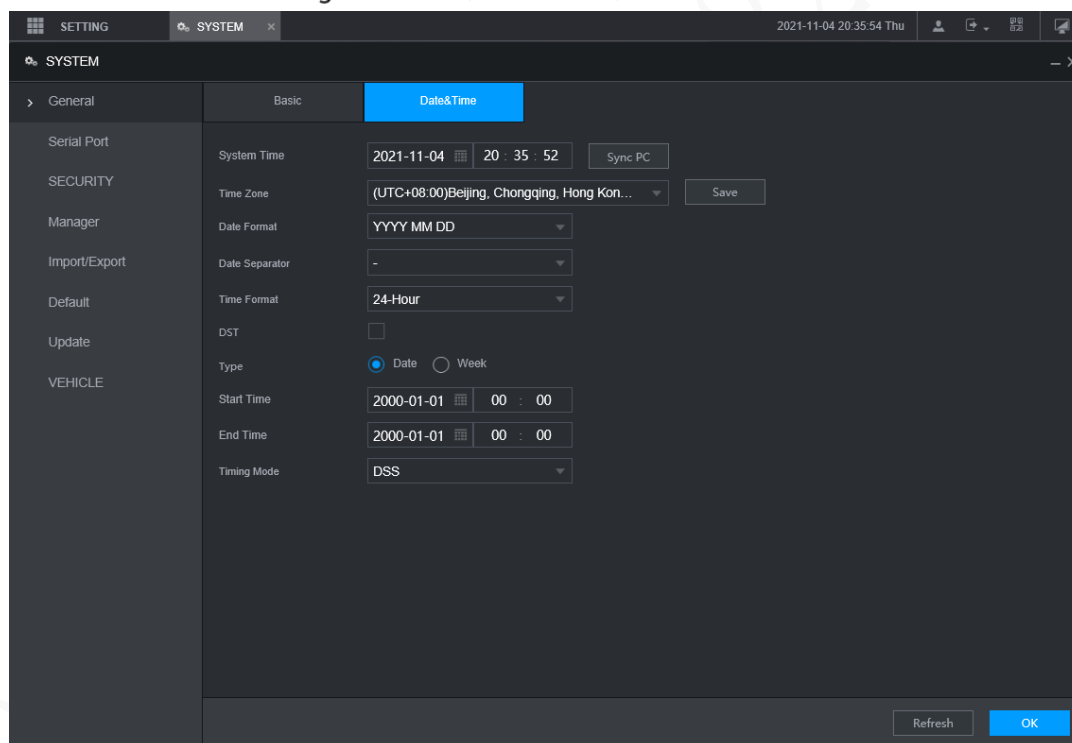 SETTING SYSTEM × 2021-11-04 20:35:54 Thu
SYSTEM
General Basic Date&Time
Serial Port
System Time 2021-11-04 20 : 35 : 52 Sync PC
SECURITY
Time Zone (UTC+08:00)Beijing, Chongqing, Hong Kon... Save
Manager
Date Format YYYY MM DD
Import/Export
Date Separator -
Default
Time Format 24-Hour
DST
Update
Type Date Week
VEHICLE
Start Time 2000-01-01 00 : 00
End Time 2000-01-01 00 : 00
Timing Mode DSS
Refresh OK